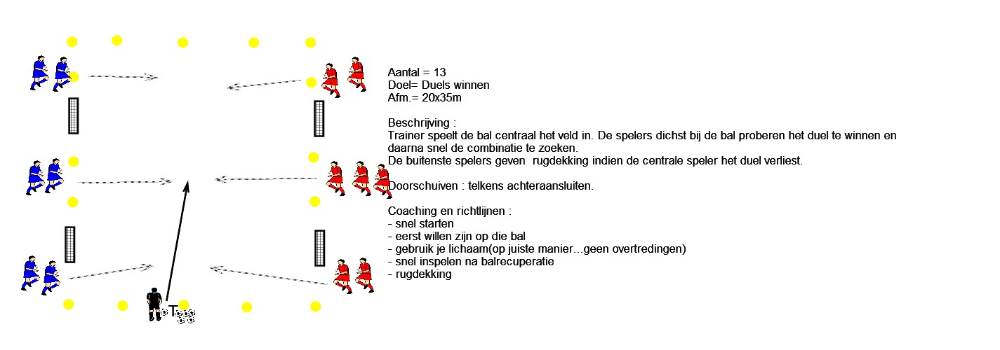 Aantal = 13
Doel= Duels winnen
Afm.= 20x35m
Beschrijving :
Trainer speelt de bal centraal het veld in. De spelers dichst bij de bal proberen het duel te winnen en
daarna snel de combinatie te zoeken.
De buitenste spelers geven  rugdekking indien de centrale speler het duel verliest.
Doorschuiven : telkens achteraansluiten.
Coaching en richtlijnen :
- snel starten
- eerst willen zijn op die bal
- gebruik je lichaam(op juiste manier...geen overtredingen)
- snel inspelen na balrecuperatie
- rugdekking
T